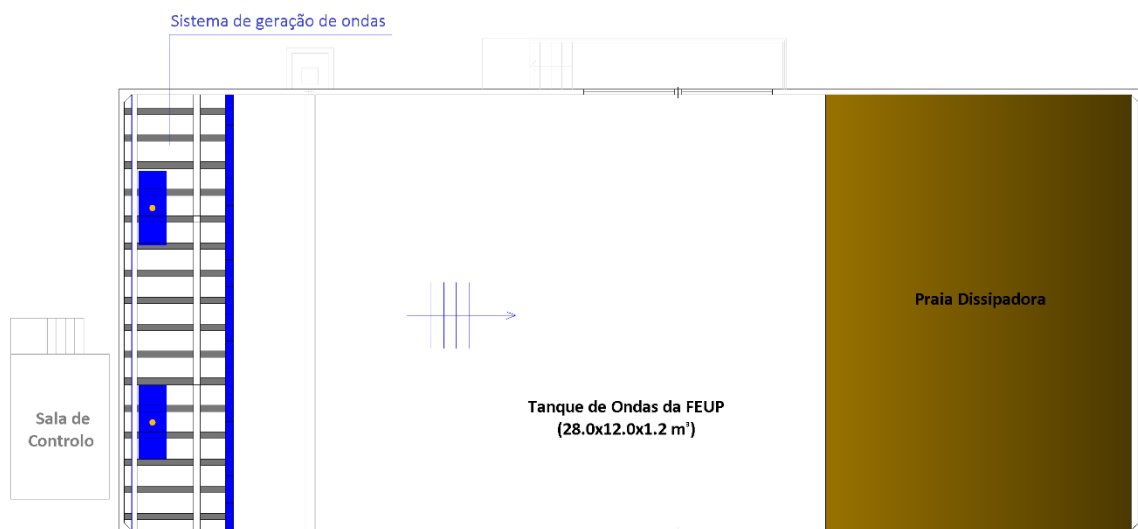 Sistema de geração de ondas
Praia Dissipadora
Tanque de Ondas da FEUP
(28.0x12.0x1.2 m³)
Sala de
Controlo